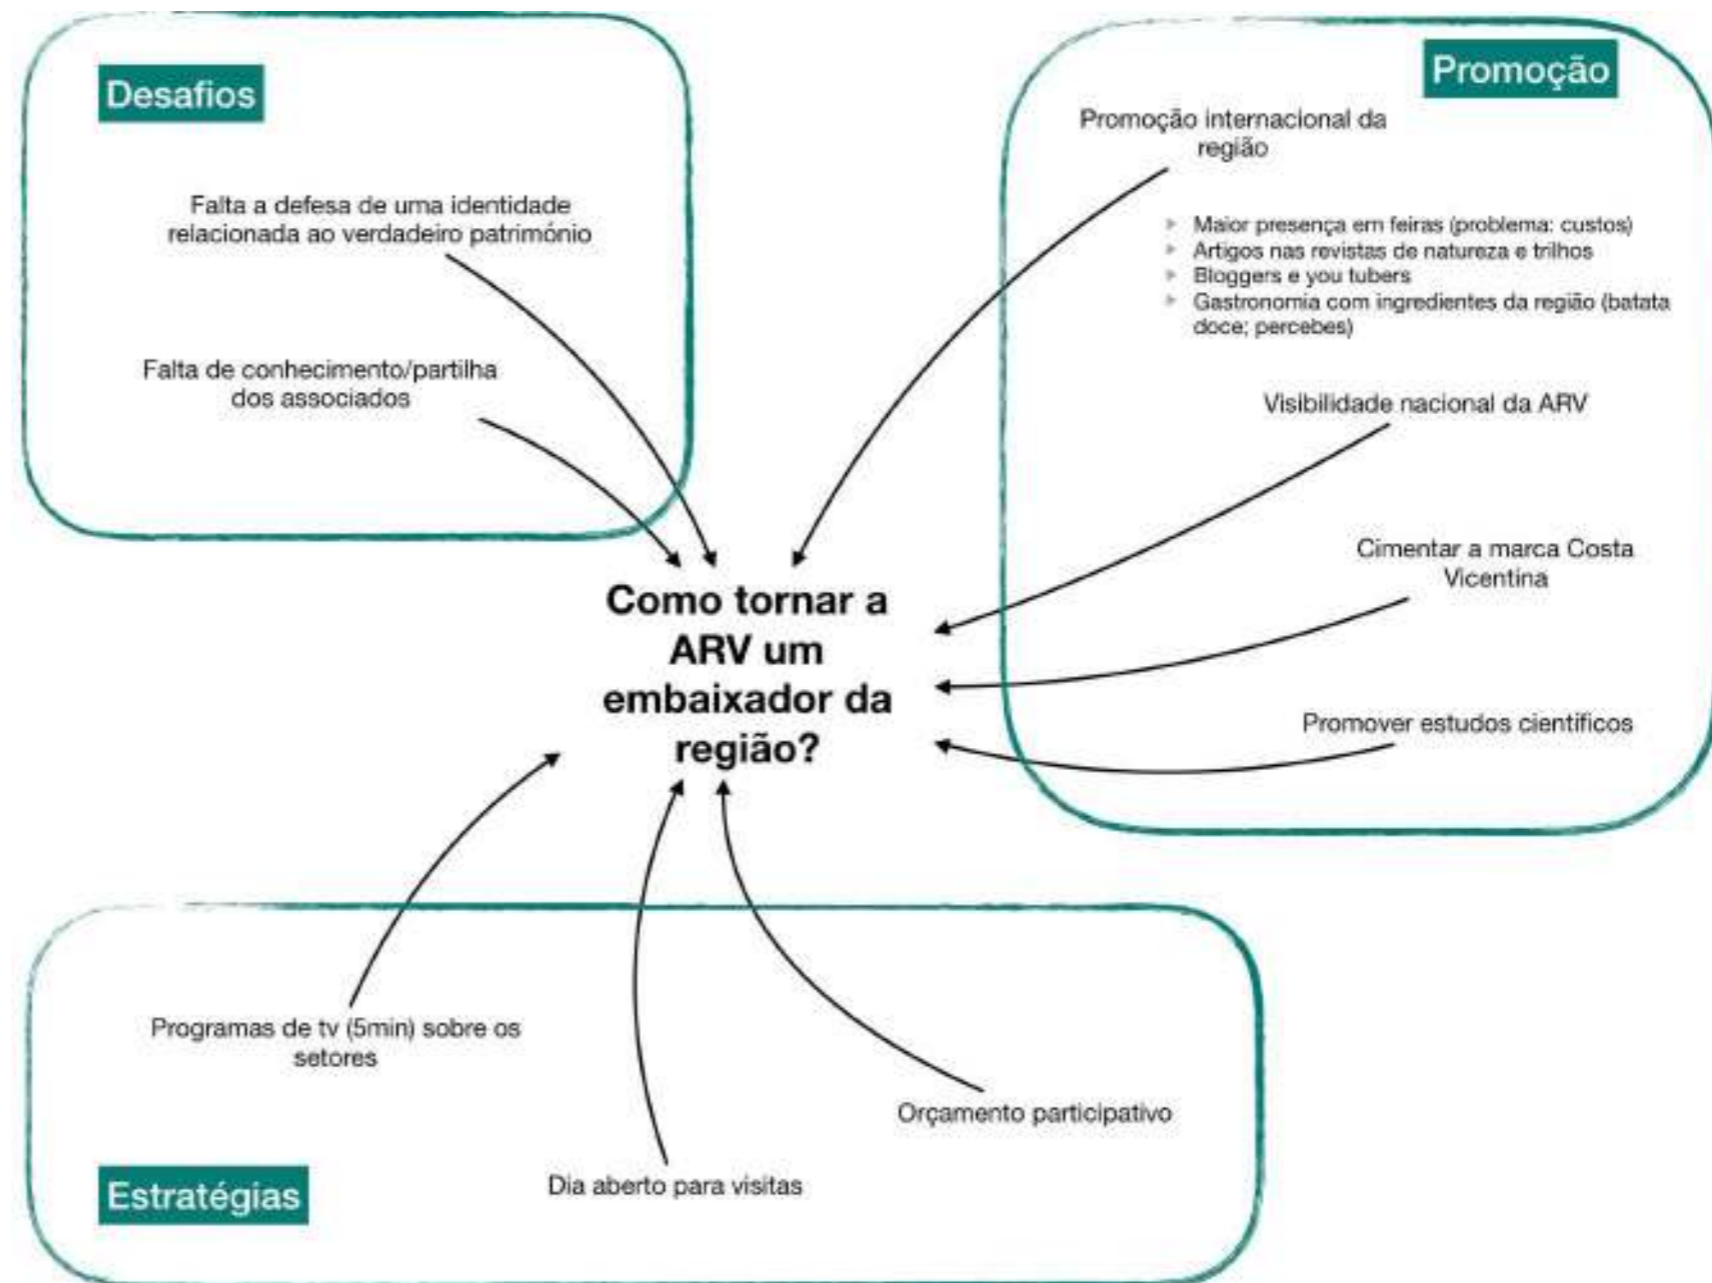 Desafios
Falta a defesa de uma identidade
relacionada ao verdadeiro património
Falta de conhecimento/partilha
dos associados
Promoção
Promoção internacional da
região
Maior presença em feiras (problema: custos)
Artigos nas revistas de natureza e trilhos
Bloggers e you tubers
Gastronomia com ingredientes da região (batata
doce; percebes)
Visibilidade nacional da ARV
Cimentar a marca Costa
Vicentina
Promover estudos científicos
Como tornar a
ARV um
embaixador da
região?
Programas de tv (5min) sobre os
setores
Dia aberto para visitas
Orçamento participativo
Estratégias